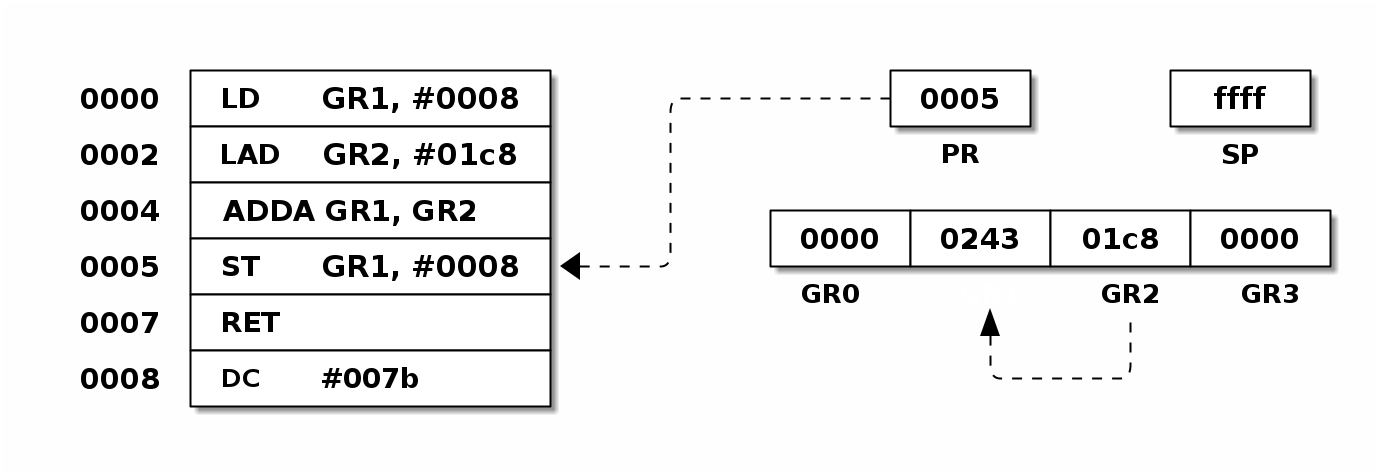 0000 LD GR1, #0008
0002 LAD GR2, #01c8
0004 ADDA GR1, GR2
0005 ST GR1, #0008
0007 RET
0008 DC #007b
0005 ffff
PR SP
0000 0243 01c8 0000
GR0 GR2 GR3